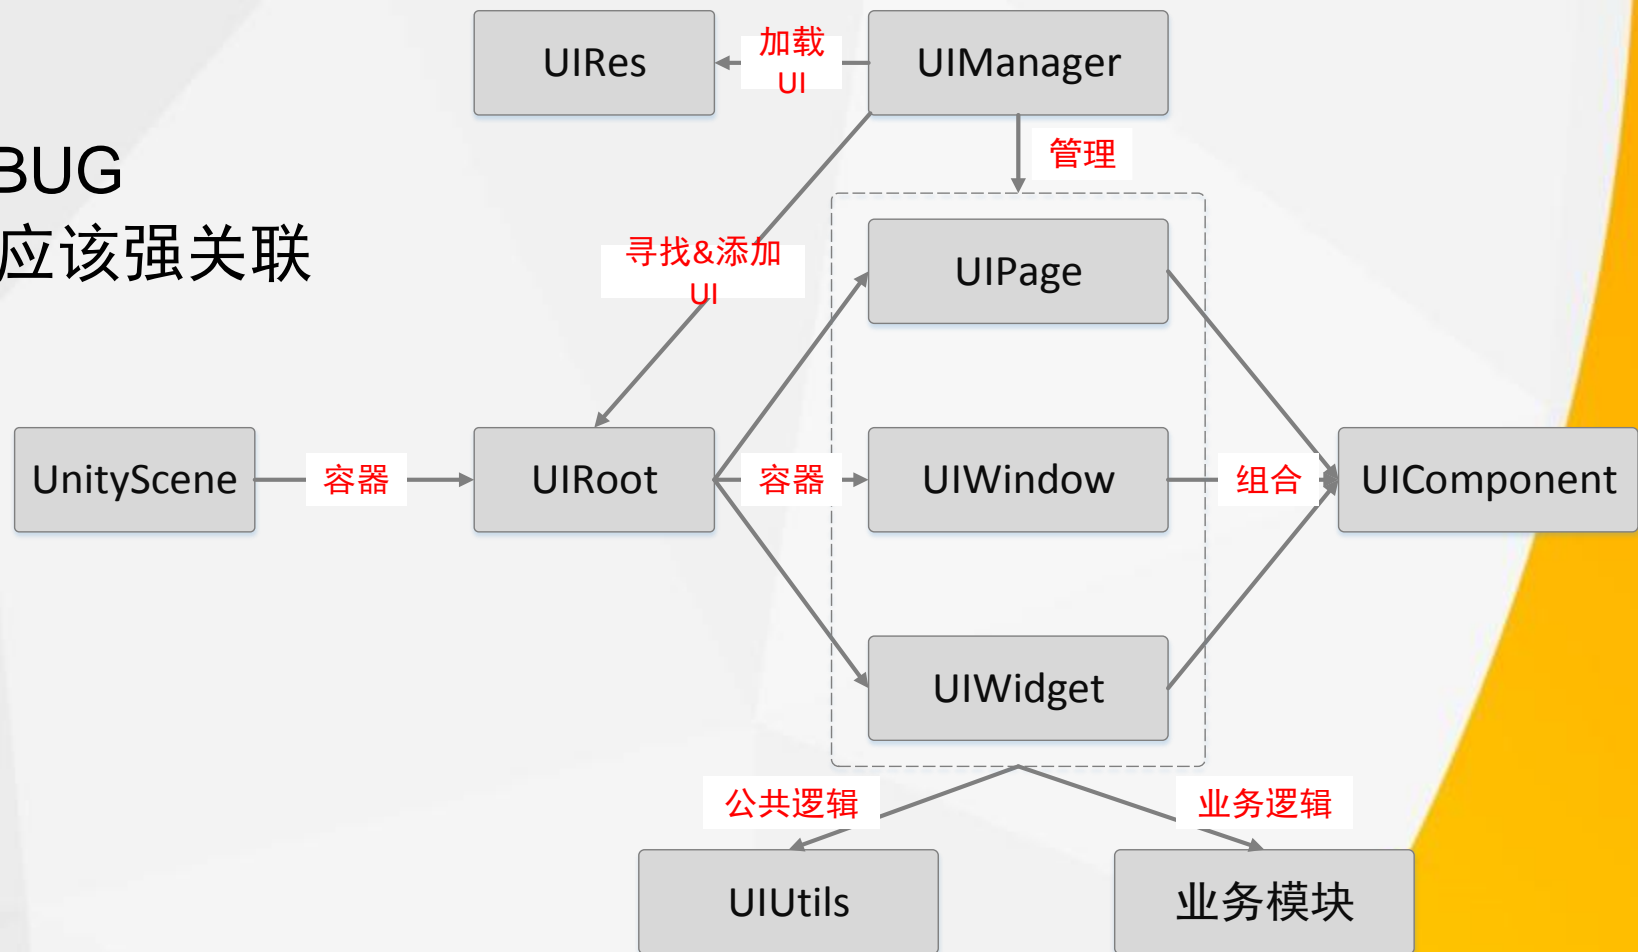 加载
UI
UIRes
UIManager
BUG
管理
应该强关联
寻找&添加
UI
UIPage
UnityScene
容器
UIRoot
容器
UIWindow
组合
UIComponent
UIWidget
公共逻辑
业务逻辑
UIUtils
业务模块